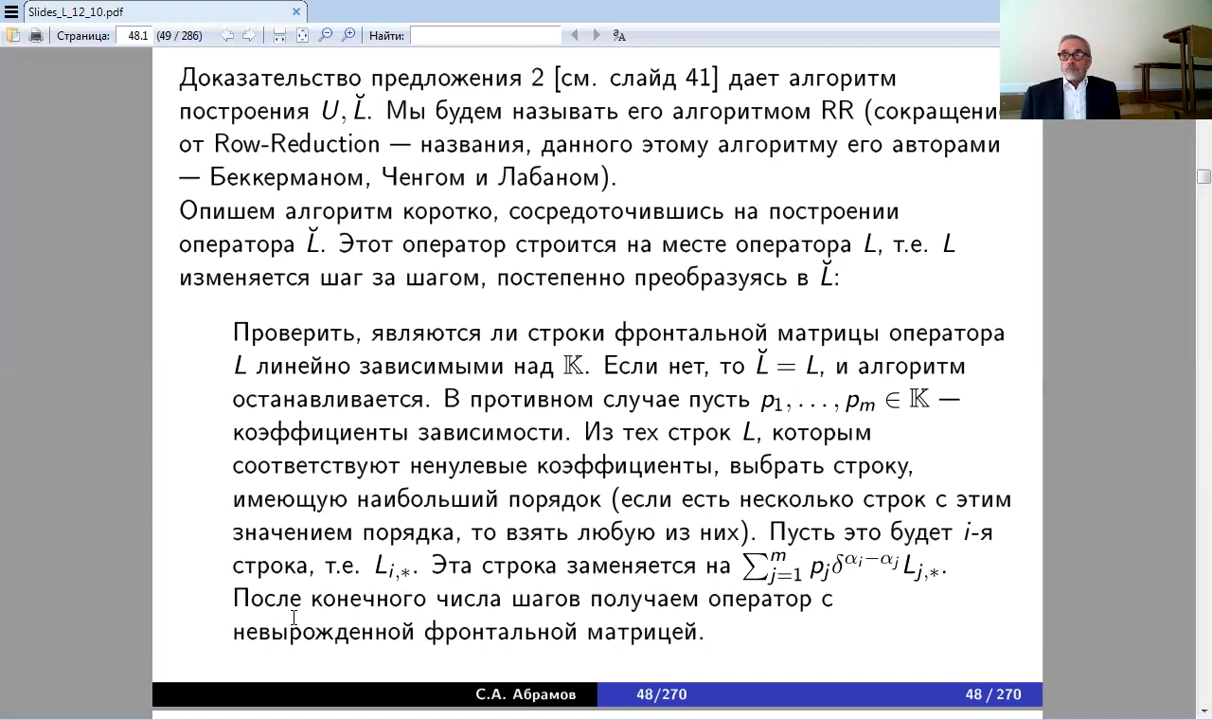 Slides_L_12_10.pdf
Страница: 48.1 (49 / 286) Найти:
Доказательство предложения 2 [см. слайд 41] дает алгоритм
построения U, L̆. Мы будем называть его алгоритмом RR (сокращени
от Row-Reduction — названия, данного этому алгоритму его авторами
— Беккерманом, Ченгом и Лабаном).
Опишем алгоритм коротко, сосредоточившись на построении
оператора L̆. Этот оператор строится на месте оператора L, т.е. L
изменяется шаг за шагом, постепенно преобразуясь в L̆:
Проверить, являются ли строки фронтальной матрицы оператора
L линейно зависимыми над 𝕂. Если нет, то L̆ = L, и алгоритм
останавливается. В противном случае пусть p₁, . . . , pₘ ∈ 𝕂 —
коэффициенты зависимости. Из тех строк L, которым
соответствуют ненулевые коэффициенты, выбрать строку,
имеющую наибольший порядок (если есть несколько строк с этим
значением порядка, то взять любую из них). Пусть это будет i-я
строка, т.е. L_{i,*}. Эта строка заменяется на ∑_{j=1}^{m} p_j δ^{α_i−α_j} L_{j,*}.
После конечного числа шагов получаем оператор с
невырожденной фронтальной матрицей.
С.А. Абрамов 48/270 48 / 270